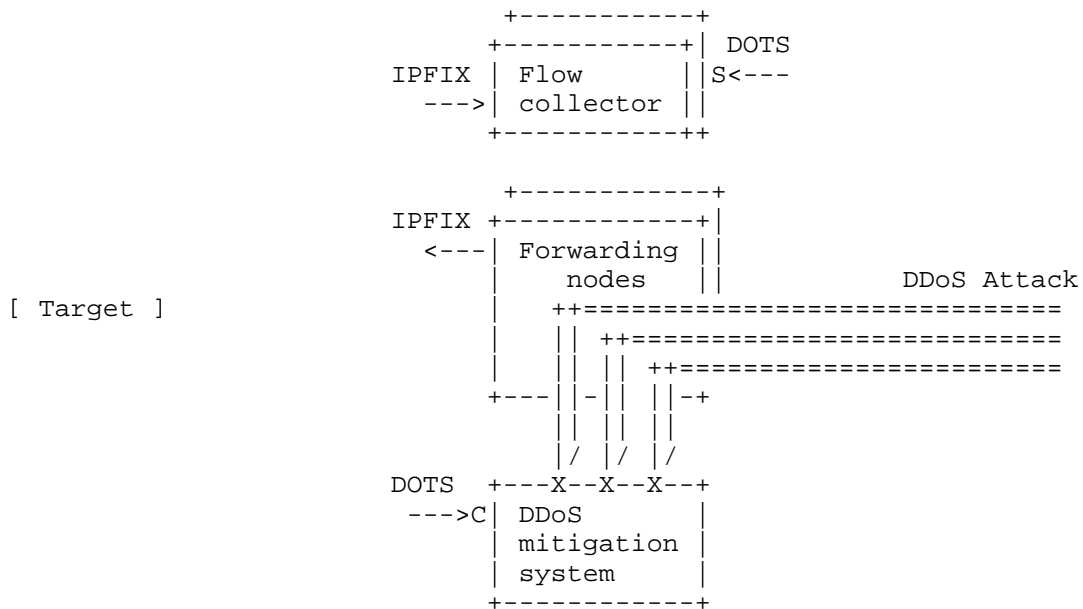 DOTS
IPFIX Flow S<---
---> collector
IPFIX
<--- Forwarding
nodes DDoS Attack
[ Target ]
X X X
DOTS
--->C DDoS
mitigation
system